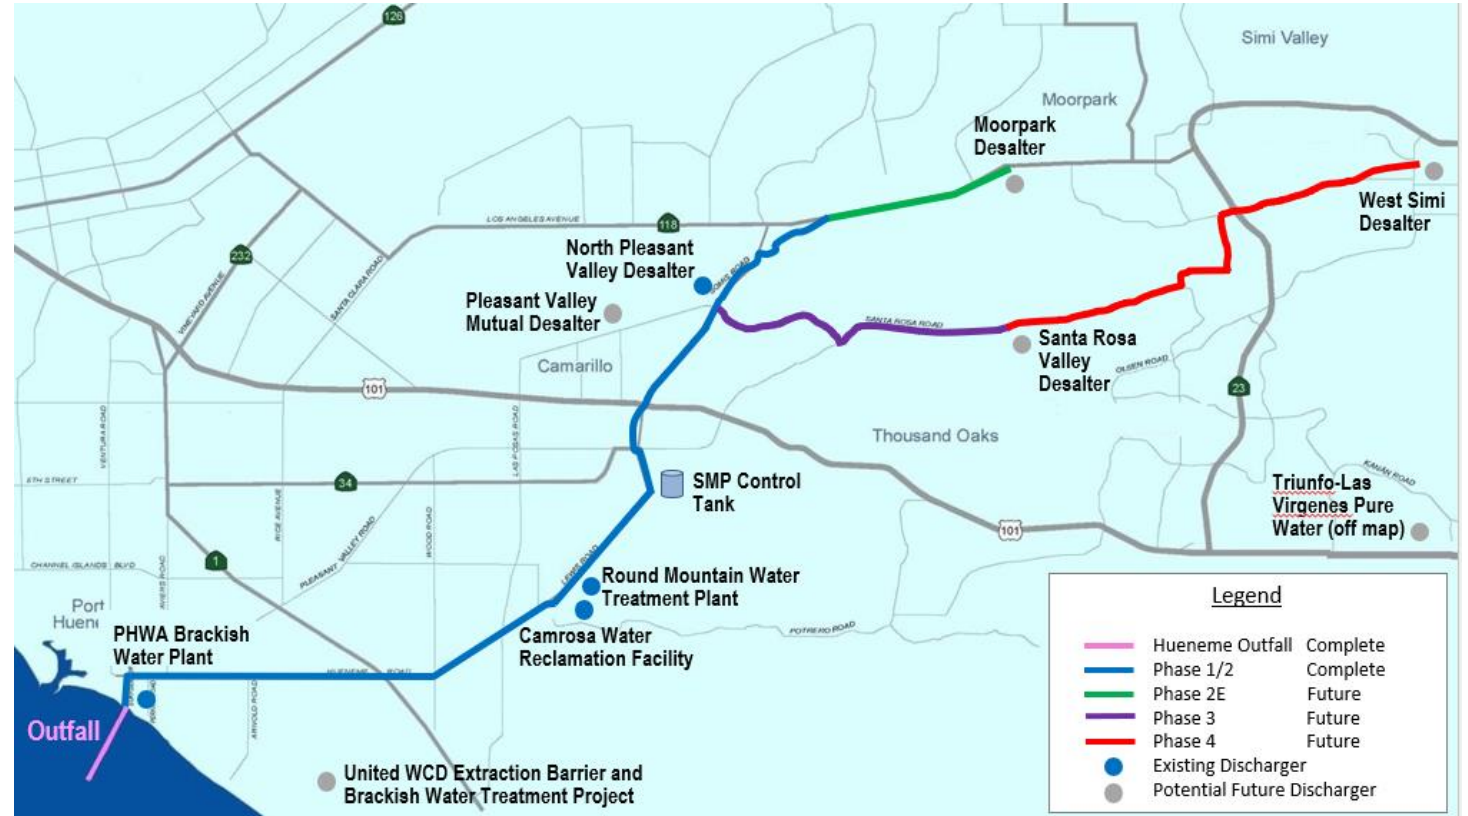 126
Simi Valley
Moorpark
Moorpark
Desalter
West Simi
Desalter
LOS ANGELES AVENUE
118
North Pleasant
Valley Desalter
SOMIS ROAD
232
VINEYARD AVENUE
SANTA CLARA ROAD
Pleasant Valley
Mutual Desalter
SANTA ROSA ROAD
Santa Rosa
Valley
Desalter
OLSEN ROAD
Camarillo
101
23
VENTURA ROAD
LAS POSAS ROAD
Thousand Oaks
KANAN ROAD
5TH STREET
34
SMP Control
Tank
Triunfo-Las
Virgenes Pure
Water (off map)
RICE AVENUE
PLEASANT VALLEY ROAD
WOOD ROAD
101
CHANNEL ISLANDS BLVD
1
LEWIS ROAD
Round Mountain Water
Treatment Plant
Port
Huene
PHWA Brackish
Water Plant
Camrosa Water
Reclamation Facility
POTRERO ROAD
HUENEME ROAD
ARNOLD ROAD
Outfall
United WCD Extraction Barrier and
Brackish Water Treatment Project
Legend
Hueneme Outfall Complete
Phase 1/2 Complete
Phase 2E Future
Phase 3 Future
Phase 4 Future
Existing Discharger
Potential Future Discharger